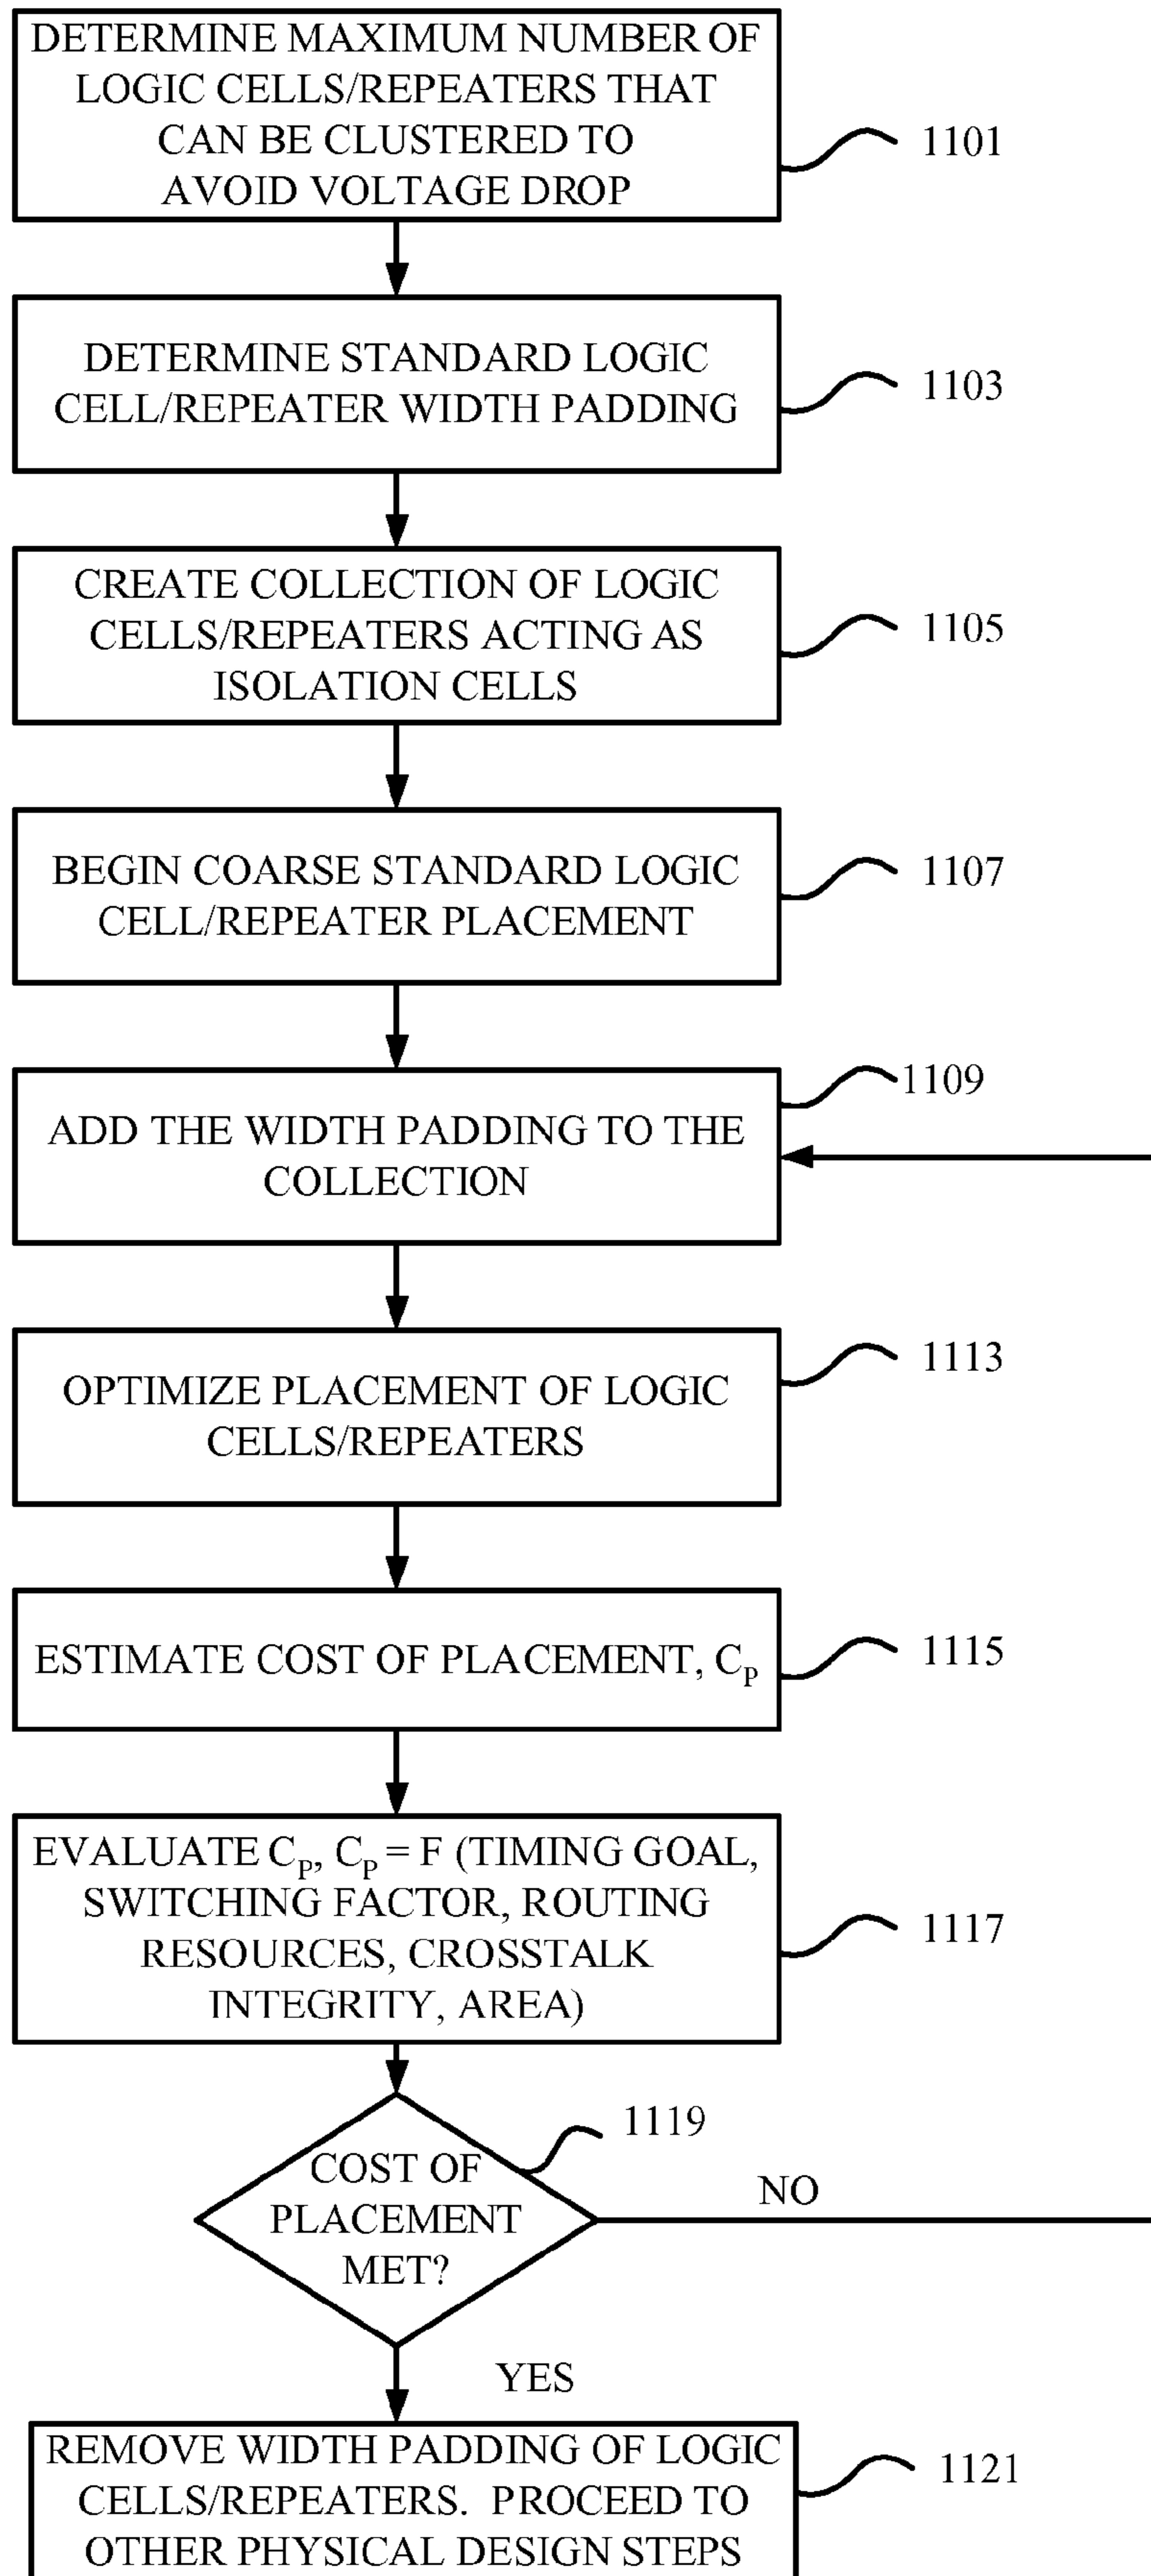 DETERMINE MAXIMUM NUMBER OF
LOGIC CELLS/REPEATERS THAT
CAN BE CLUSTERED TO
AVOID VOLTAGE DROP
1101
DETERMINE STANDARD LOGIC
CELL/REPEATER WIDTH PADDING
1103
CREATE COLLECTION OF LOGIC
CELLS/REPEATERS ACTING AS
ISOLATION CELLS
1105
BEGIN COARSE STANDARD LOGIC
CELL/REPEATER PLACEMENT
1107
ADD THE WIDTH PADDING TO THE
COLLECTION
1109
OPTIMIZE PLACEMENT OF LOGIC
CELLS/REPEATERS
1113
ESTIMATE COST OF PLACEMENT, CP
1115
EVALUATE CP, CP = F (TIMING GOAL,
SWITCHING FACTOR, ROUTING
RESOURCES, CROSSTALK
INTEGRITY, AREA)
1117
COST OF
PLACEMENT
MET?
1119
NO
YES
REMOVE WIDTH PADDING OF LOGIC
CELLS/REPEATERS. PROCEED TO
OTHER PHYSICAL DESIGN STEPS
1121